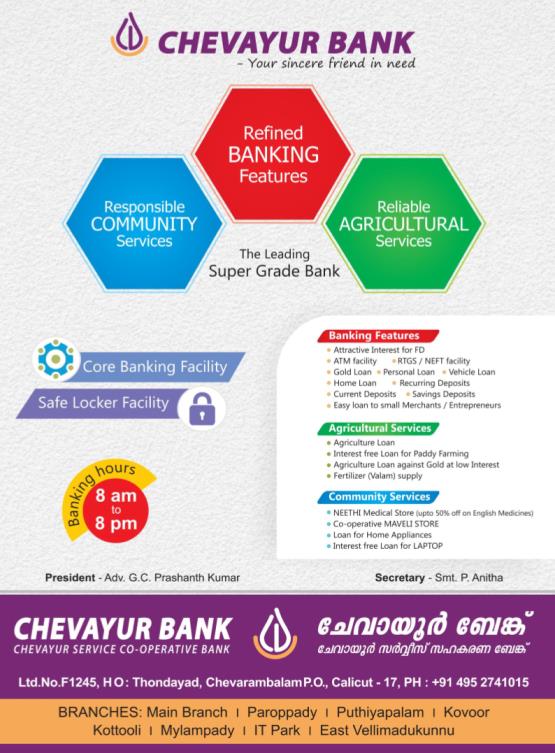 CHEVAYUR BANK
- Your sincere friend in need
Refined
BANKING
Features
Responsible
COMMUNITY
Services
Reliable
AGRICULTURAL
Services
The Leading
Super Grade Bank
Core Banking Facility
Safe Locker Facility
Banking hours
8 am
to
8 pm
Banking Features
Attractive Interest for FD
ATM facility RTGS / NEFT facility
Gold Loan Personal Loan Vehicle Loan
Home Loan Recurring Deposits
Current Deposits Savings Deposits
Easy loan to small Merchants / Entrepreneurs
Agricultural Services
Agriculture Loan
Interest free Loan for Paddy Farming
Agriculture Loan against Gold at low Interest
Fertilizer (Valam) supply
Community Services
NEETHI Medical Store (upto 50% off on English Medicines)
Co-operative MAVELI STORE
Loan for Home Appliances
Interest free Loan for LAPTOP
President - Adv. G.C. Prashanth Kumar
Secretary - Smt. P. Anitha
CHEVAYUR BANK
CHEVAYUR SERVICE CO-OPERATIVE BANK
ചേവായൂർ ബേങ്ക്
ചേവായൂർ സർവ്വീസ് സഹകരണ ബേങ്ക്
Ltd.No.F1245, HO: Thondayad, Chevarambalam P.O., Calicut - 17, PH : +91 495 2741015
BRANCHES: Main Branch I Paroppady I Puthiyapalam I Kovoor
Kottooli I Mylampady I IT Park I East Vellimadukunnu